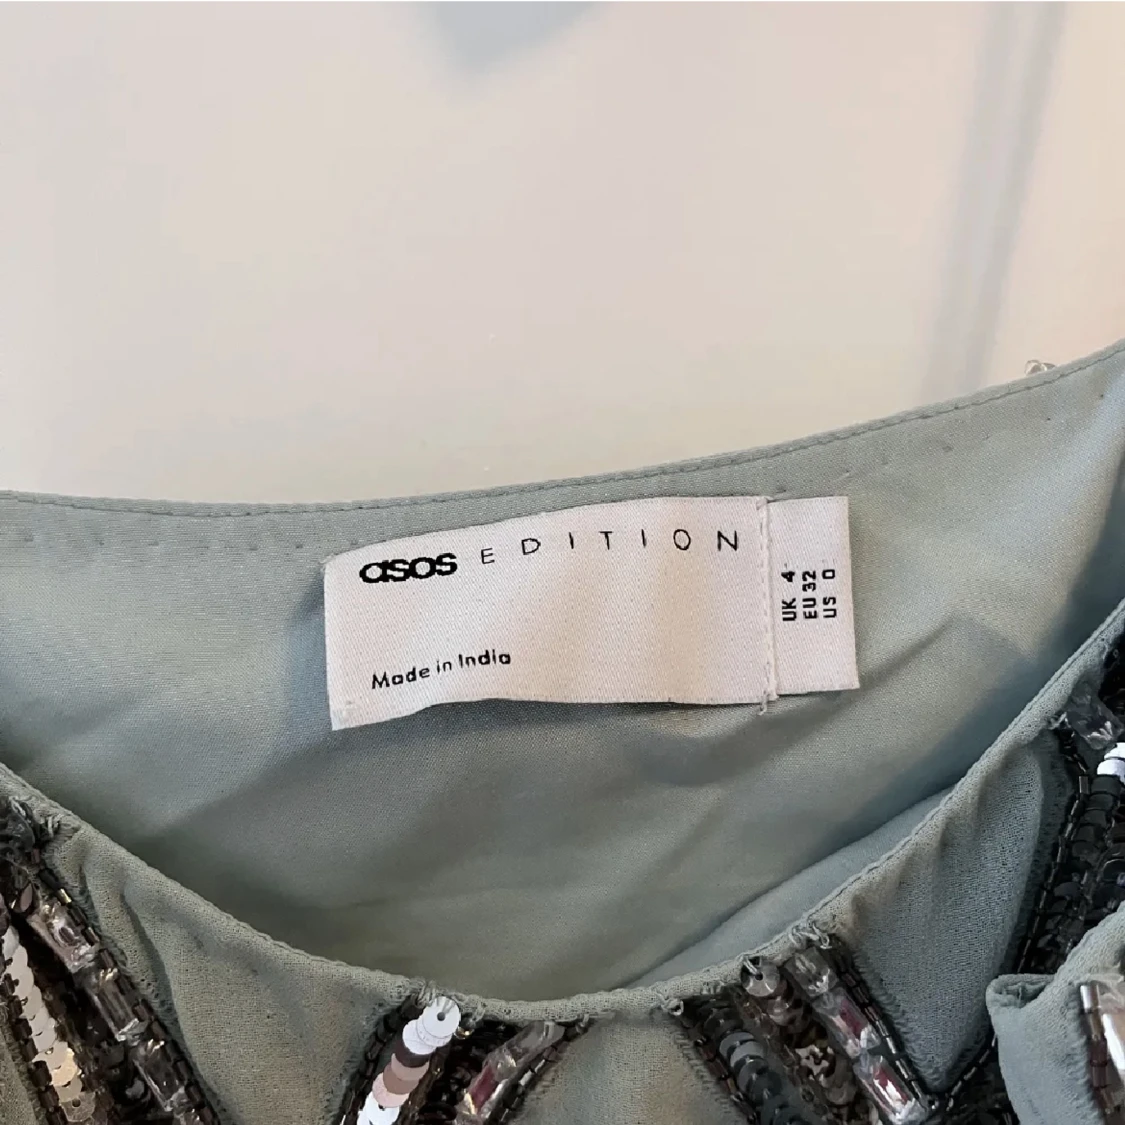 asos EDITION
Made in India
UK 4
EU 32
US 0